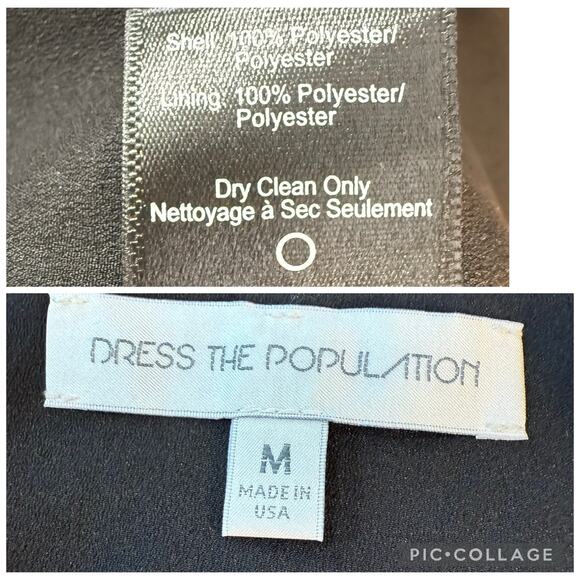 Shell: 100% Polyester/
Polyester
Lining: 100% Polyester/
Polyester
Dry Clean Only
Nettoyage à Sec Seulement
DRESS THE POPULATION
M
MADE IN
USA
PIC•COLLAGE